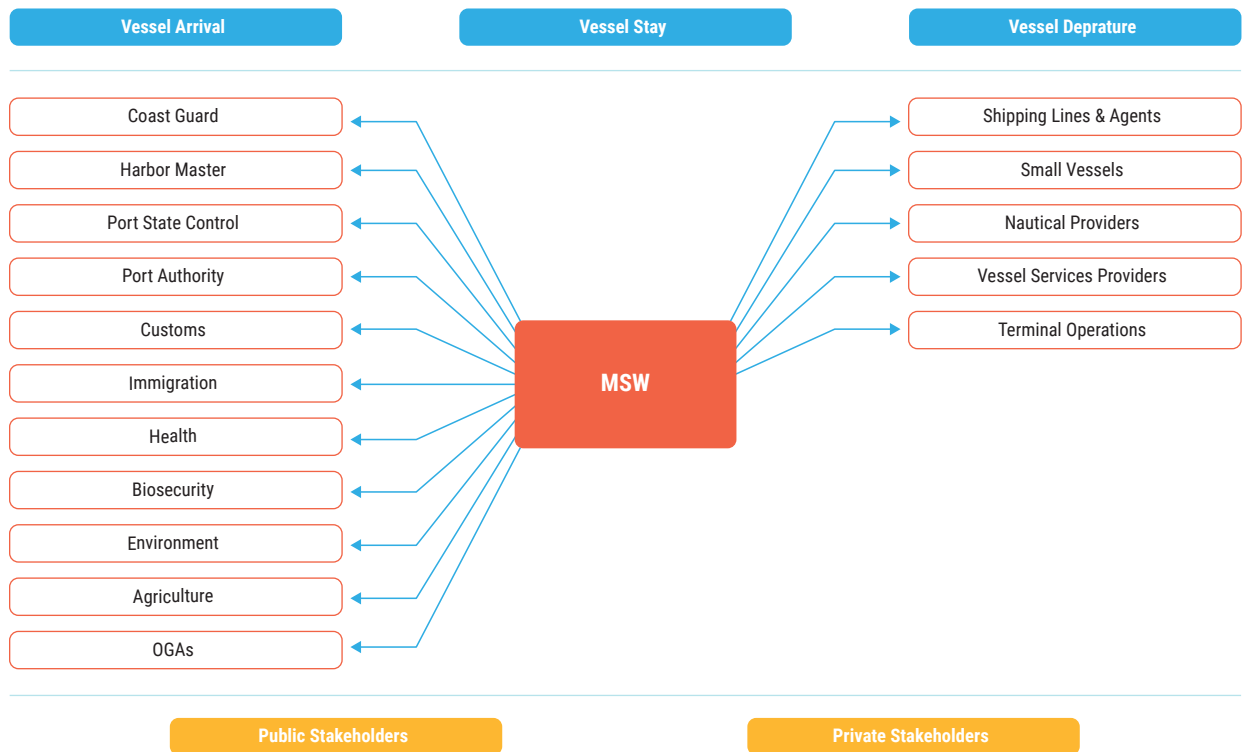 Vessel Arrival
Vessel Stay
Vessel Deprature
Coast Guard
Harbor Master
Port State Control
Port Authority
Customs
Immigration
Health
Biosecurity
Environment
Agriculture
OGAs
MSW
Shipping Lines & Agents
Small Vessels
Nautical Providers
Vessel Services Providers
Terminal Operations
Public Stakeholders
Private Stakeholders